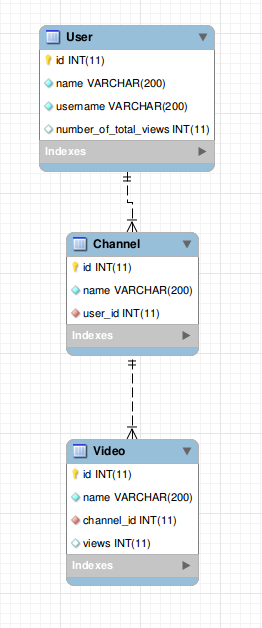 User
id INT(11)
name VARCHAR(200)
username VARCHAR(200)
number_of_total_views INT(11)
Indexes
Channel
id INT(11)
name VARCHAR(200)
user_id INT(11)
Indexes
Video
id INT(11)
name VARCHAR(200)
channel_id INT(11)
views INT(11)
Indexes